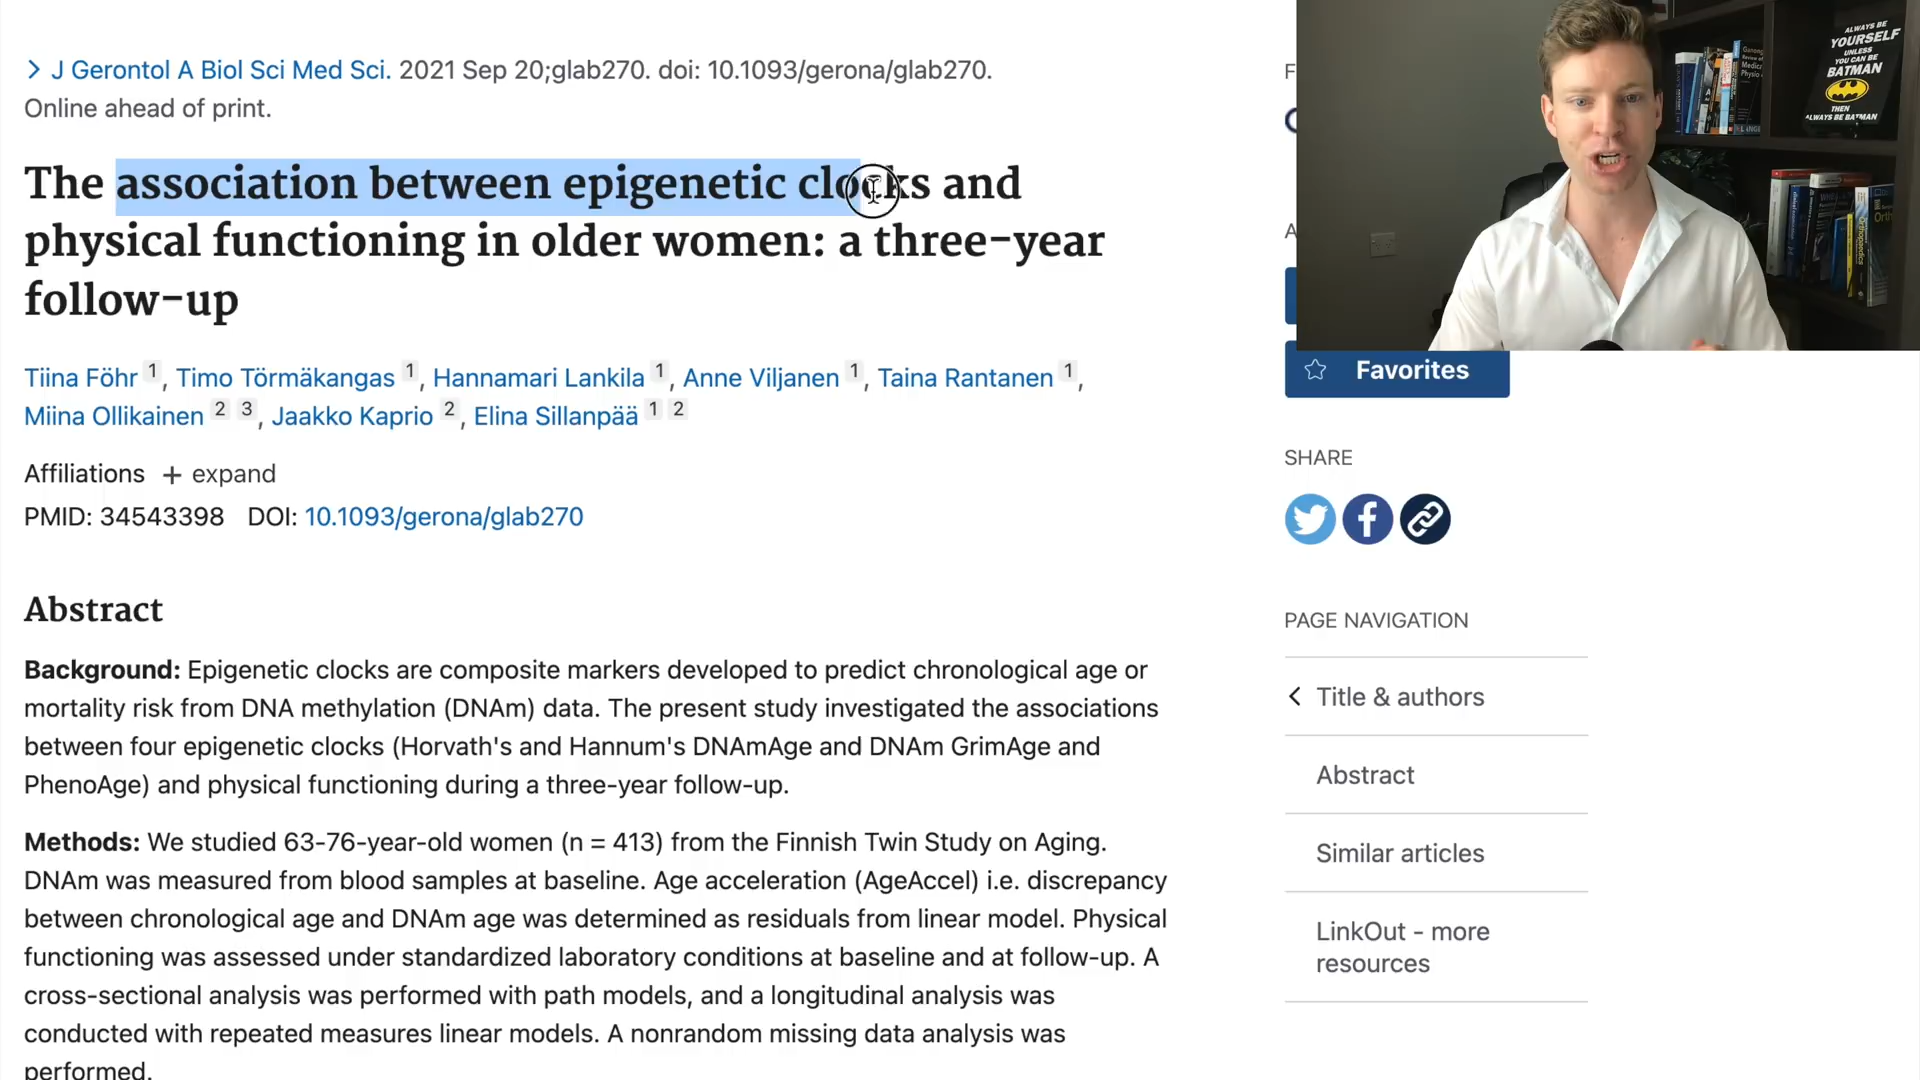 J Gerontol A Biol Sci Med Sci. 2021 Sep 20;glab270. doi: 10.1093/gerona/glab270.
Online ahead of print.
The association between epigenetic clocks and
physical functioning in older women: a three-year
follow-up
Tiina Föhr 1, Timo Törmäkangas 1, Hannamari Lankila 1, Anne Viljanen 1, Taina Rantanen 1,
Miina Ollikainen 2 3, Jaakko Kaprio 2, Elina Sillanpää 1 2
Affiliations + expand
PMID: 34543398 DOI: 10.1093/gerona/glab270
Abstract
Background: Epigenetic clocks are composite markers developed to predict chronological age or
mortality risk from DNA methylation (DNAm) data. The present study investigated the associations
between four epigenetic clocks (Horvath's and Hannum's DNAmAge and DNAm GrimAge and
PhenoAge) and physical functioning during a three-year follow-up.
Methods: We studied 63-76-year-old women (n = 413) from the Finnish Twin Study on Aging.
DNAm was measured from blood samples at baseline. Age acceleration (AgeAccel) i.e. discrepancy
between chronological age and DNAm age was determined as residuals from linear model. Physical
functioning was assessed under standardized laboratory conditions at baseline and at follow-up. A
cross-sectional analysis was performed with path models, and a longitudinal analysis was
conducted with repeated measures linear models. A nonrandom missing data analysis was
performed.
ALWAYS BE
YOURSELF
UNLESS
YOU CAN BE
BATMAN
THEN
ALWAYS BE BATMAN
F
A
Favorites
SHARE
PAGE NAVIGATION
Title & authors
Abstract
Similar articles
LinkOut - more
resources